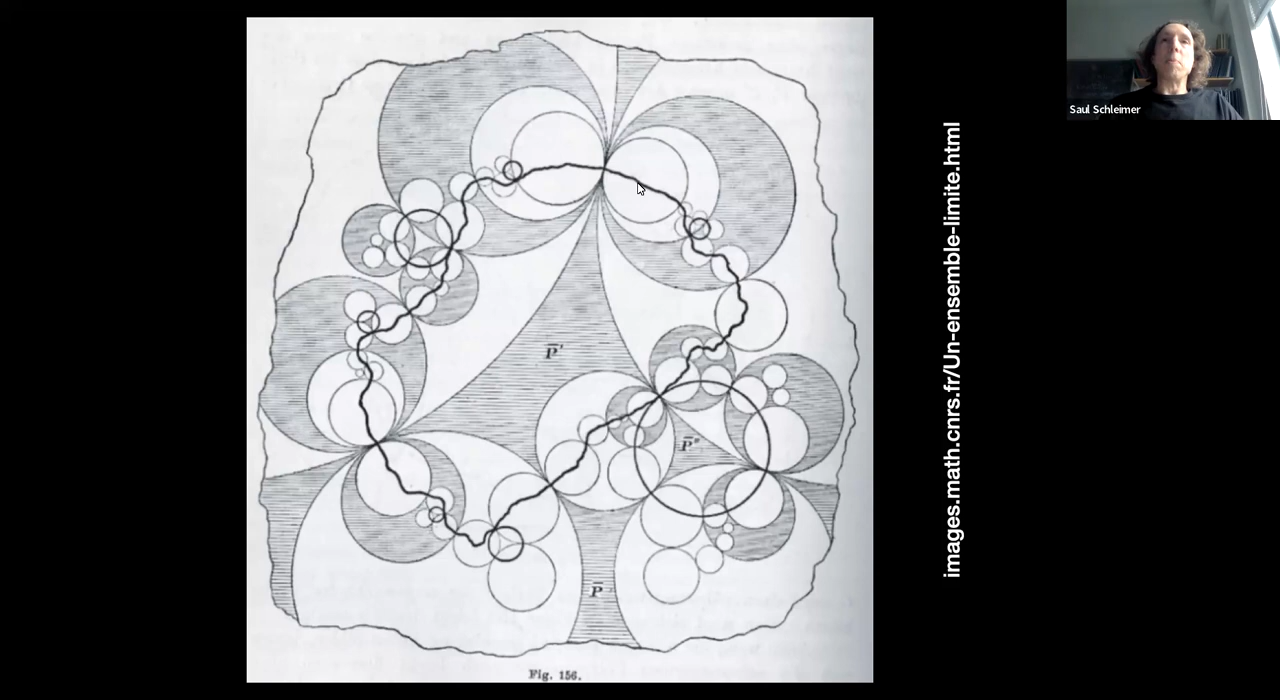 Saul Schleimer
images.math.cnrs.fr/Un-ensemble-limite.html
P̅'
P̅"
P̅
Fig. 156.